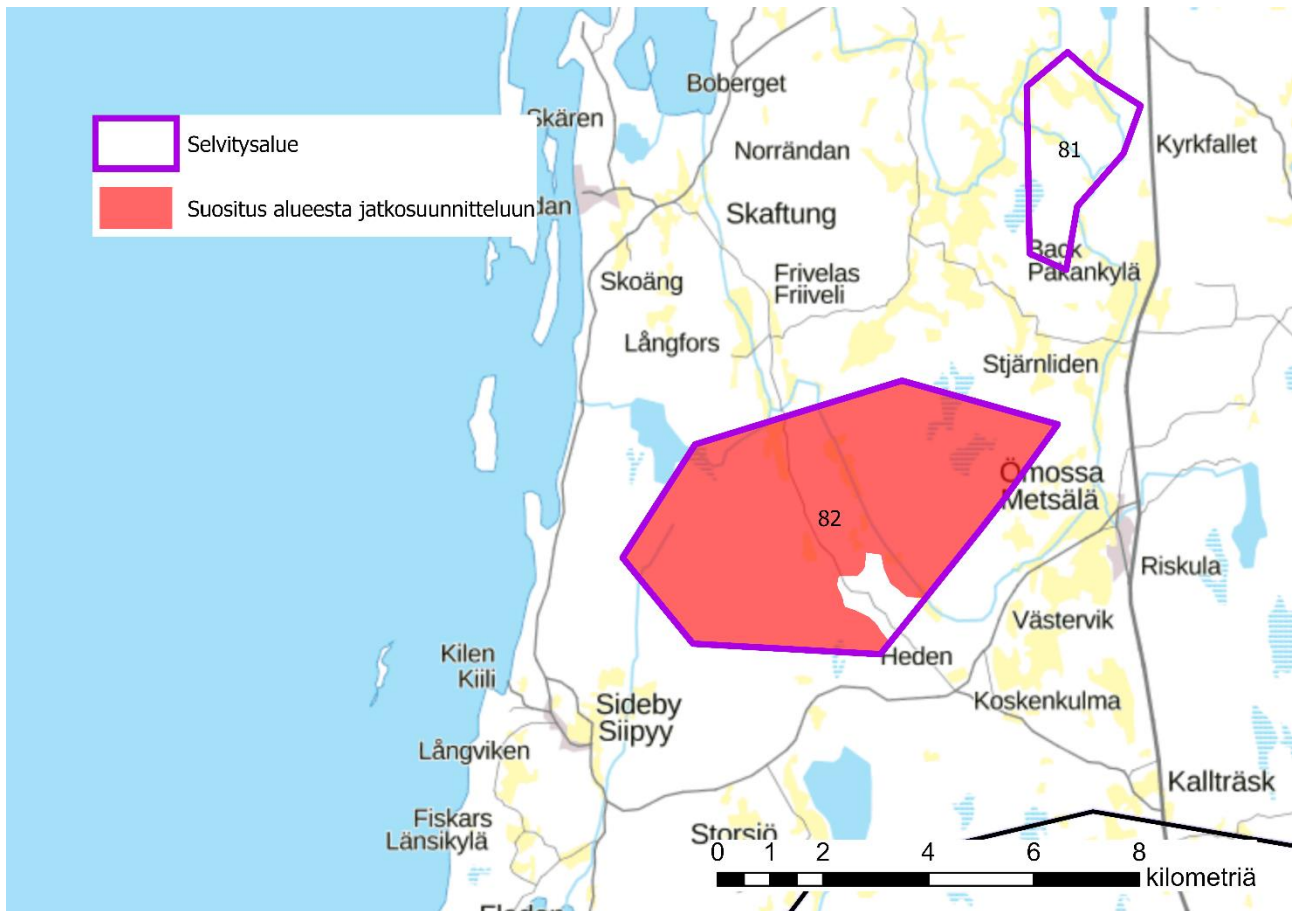 Boberget
Skären
Selvitysalue
Norrändan
81
Kyrkfallet
Suositus alueesta jatkosuunnitteluun
dan
Skaftung
Back
Påkankylä
Skoäng
Frivelas
Friiveli
Långfors
Stjärnliden
Ömossa
Metsälä
82
Riskula
Västervik
Kilen
Kiili
Heden
Koskenkulma
Sideby
Siipyy
Långviken
Kallträsk
Fiskars
Länsikylä
Storsjö
0 1 2 4 6 8
kilometriä